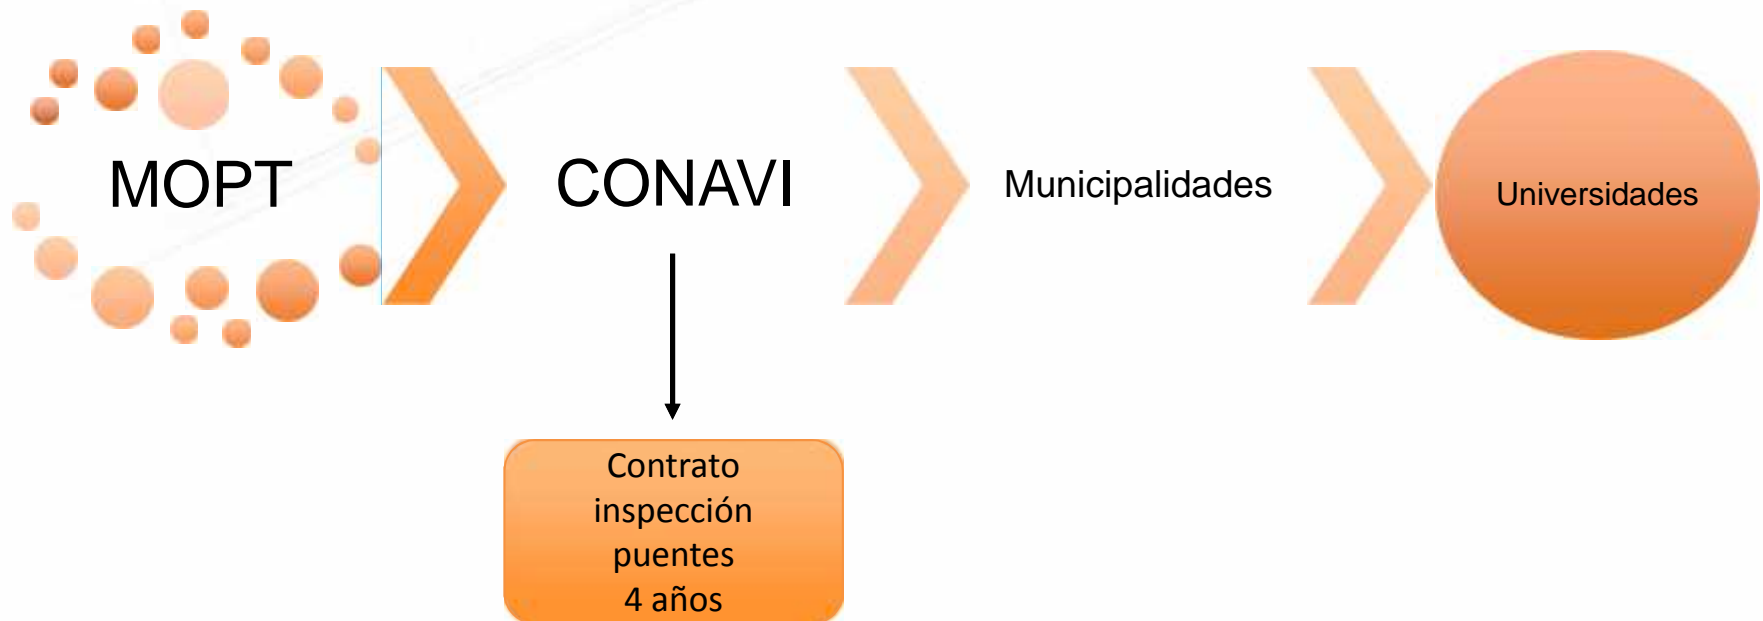 MOPT
CONAVI
Municipalidades
Universidades
Contrato
inspección
puentes
4 años